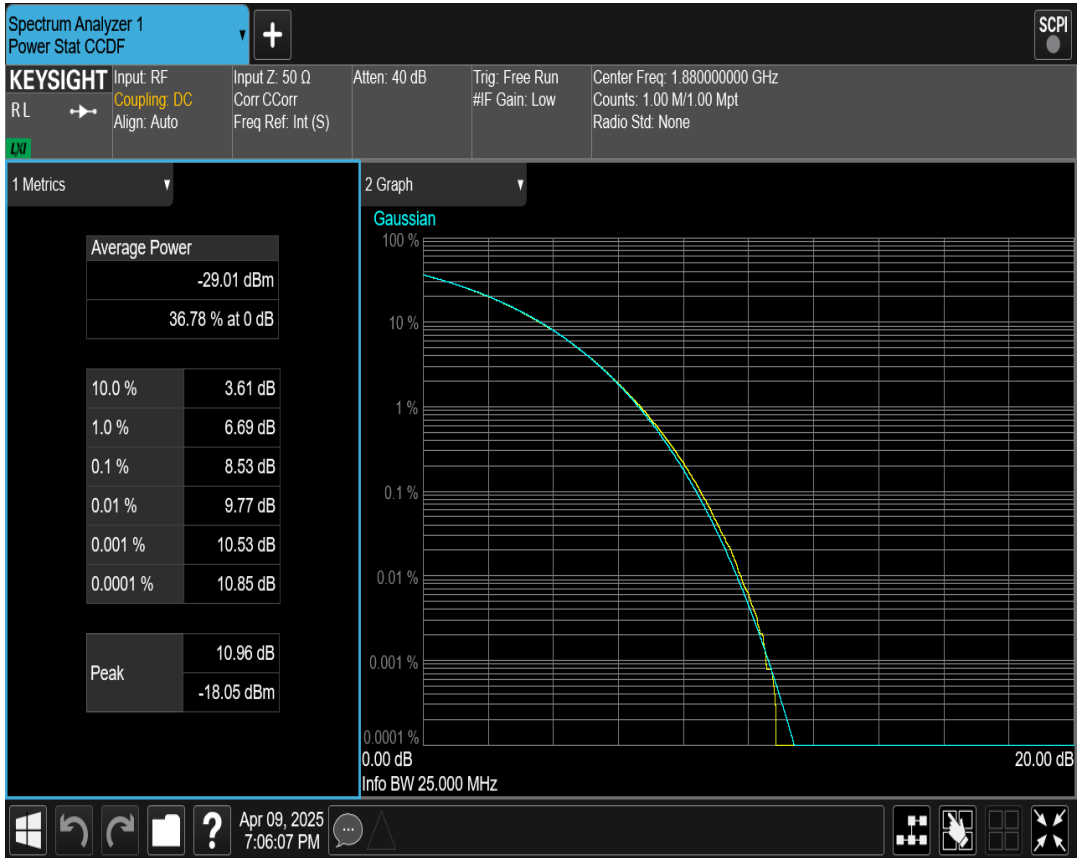 Spectrum Analyzer 1
Power Stat CCDF
SCPI
KEYSIGHT
RL
LXI
Input: RF
Coupling: DC
Align: Auto
Input Z: 50 Ω
Corr CCorr
Freq Ref: Int (S)
Atten: 40 dB
Trig: Free Run
#IF Gain: Low
Center Freq: 1.880000000 GHz
Counts: 1.00 M/1.00 Mpt
Radio Std: None
1 Metrics
Average Power
-29.01 dBm
36.78 % at 0 dB
10.0 % 3.61 dB
1.0 % 6.69 dB
0.1 % 8.53 dB
0.01 % 9.77 dB
0.001 % 10.53 dB
0.0001 % 10.85 dB
Peak
10.96 dB
-18.05 dBm
2 Graph
Gaussian
100 %
10 %
1 %
0.1 %
0.01 %
0.001 %
0.0001 %
0.00 dB 20.00 dB
Info BW 25.000 MHz
Apr 09, 2025
7:06:07 PM